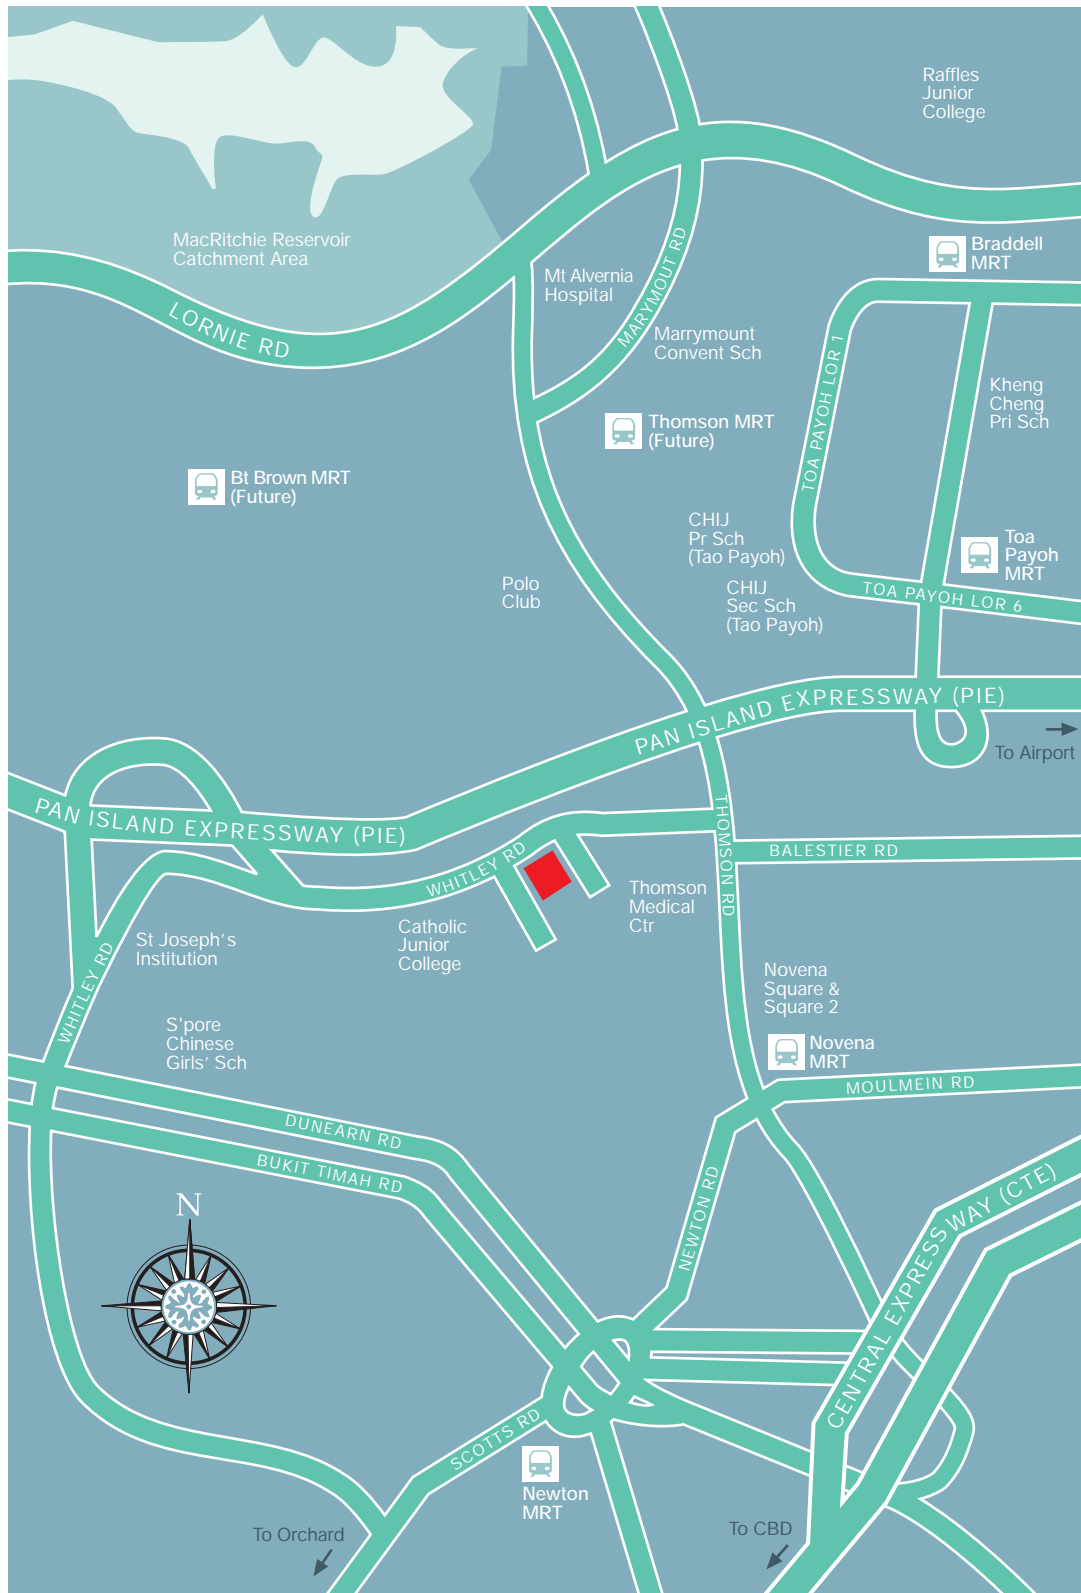 Raffles
Junior
College
MacRitchie Reservoir
Catchment Area
Braddell
MRT
Mt Alvernia
Hospital
MARYMOUT RD
LORNIE RD
Marrymount
Convent Sch
TOA PAYOH LOR 1
Kheng
Cheng
Pri Sch
Thomson MRT
(Future)
Bt Brown MRT
(Future)
CHIJ
Pr Sch
(Tao Payoh)
Toa
Payoh
MRT
Polo
Club
CHIJ
Sec Sch
(Tao Payoh)
TOA PAYOH LOR 6
PAN ISLAND EXPRESSWAY (PIE)
To Airport
PAN ISLAND EXPRESSWAY (PIE)
THOMSON RD
BALESTIER RD
WHITLEY RD
Thomson
Medical
Ctr
Catholic
Junior
College
St Joseph's
Institution
WHITLEY RD
Novena
Square &
Square 2
S'pore
Chinese
Girls' Sch
Novena
MRT
MOULMEIN RD
DUNEARN RD
BUKIT TIMAH RD
NEWTON RD
CENTRAL EXPRESSWAY (CTE)
N
SCOTTS RD
Newton
MRT
To Orchard
To CBD